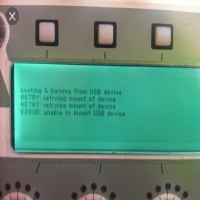 booting & burning from USB device
RETRY: retrying mount of device
RETRY: retrying mount of device
ERROR: unable to mount USB device